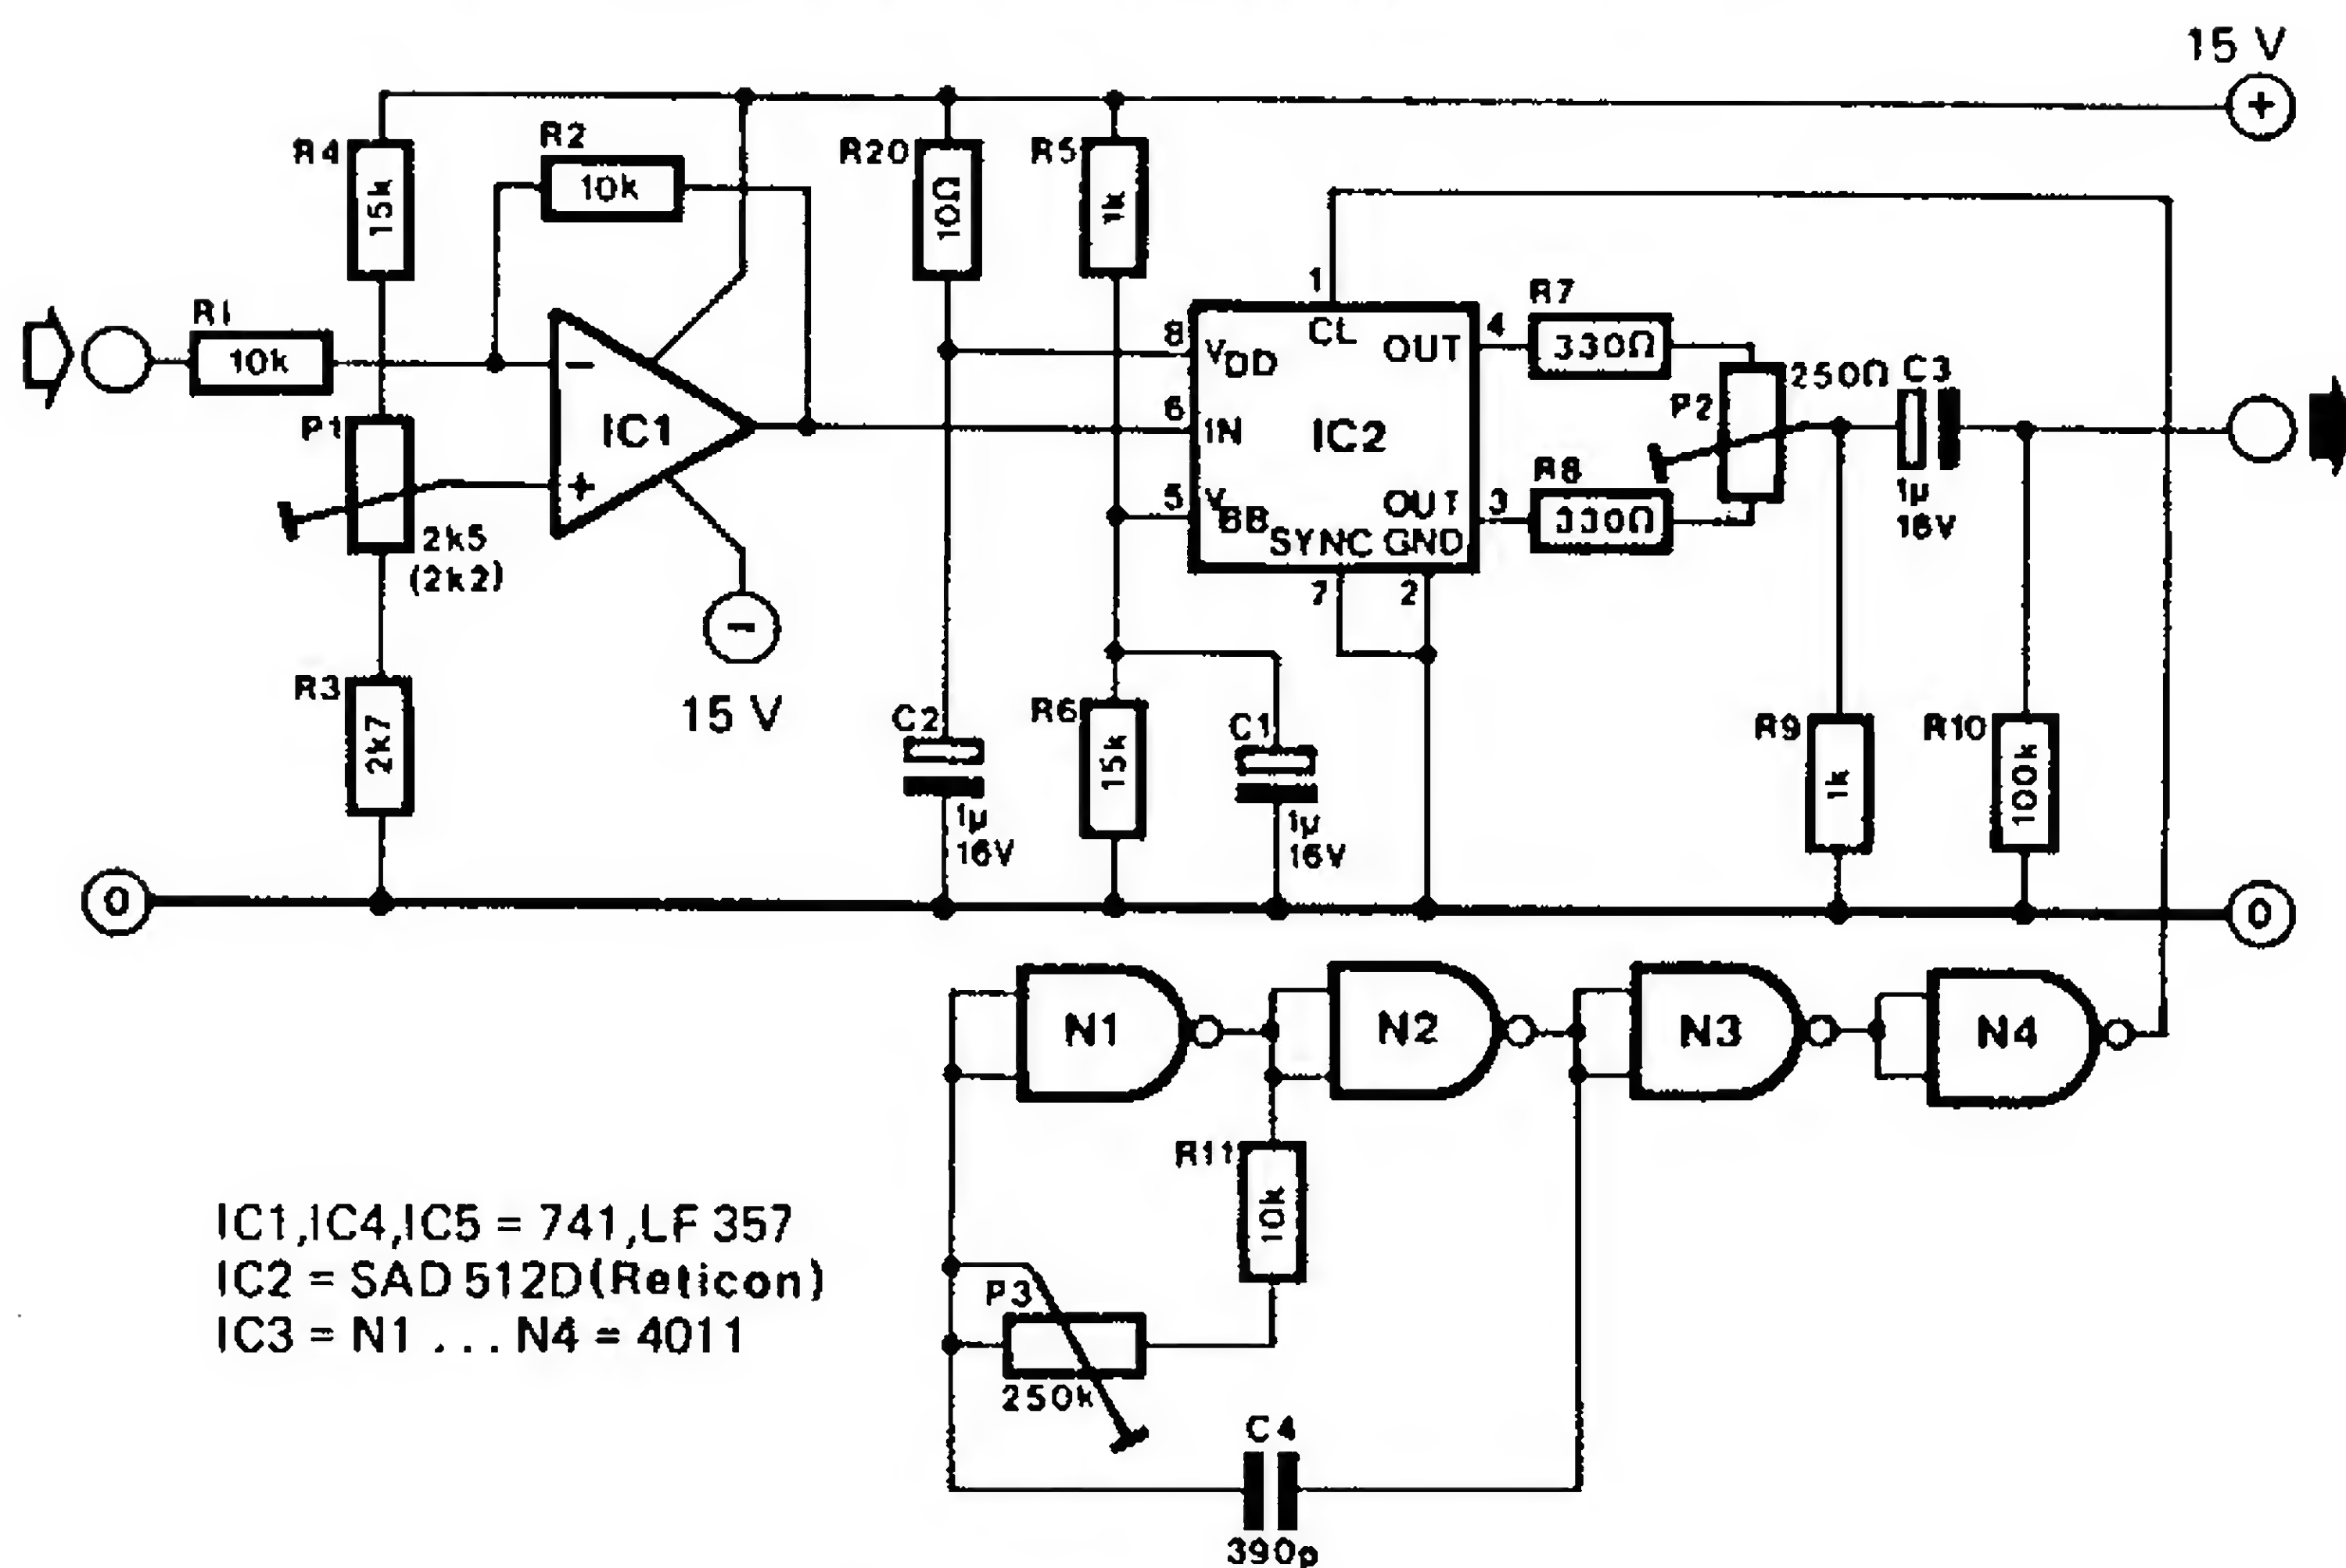 15 V
+
R4
15k
R2
10k
R20
10Ω
R5
1k
R1
10k
P1
2k5
(2k2)
IC1
−
+
−
15 V
R3
2k7
1
CL
8
VDD
6
IN
5
VBB
IC2
OUT
4
OUT
3
SYNC
GND
7
2
R7
330Ω
R8
330Ω
250Ω
P2
C3
1µ
16V
C2
1µ
16V
R6
15k
C1
1µ
16V
R9
1k
R10
100k
0
0
N1
N2
N3
N4
R11
10k
P3
250k
C4
390p
IC1,IC4,IC5 = 741,LF 357
IC2 = SAD 512D(Reticon)
IC3 = N1 ... N4 = 4011